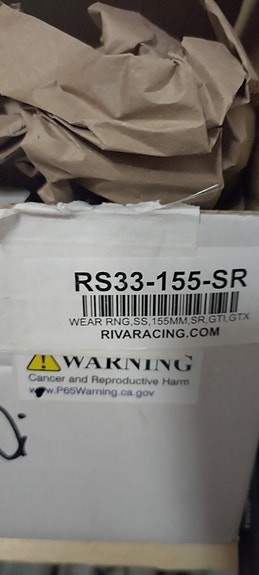 RS33-155-SR
WEAR RNG,SS,155MM,SR,GTI,GTX
RIVARACING.COM
WARNING
Cancer and Reproductive Harm
www.P65Warning.ca.gov